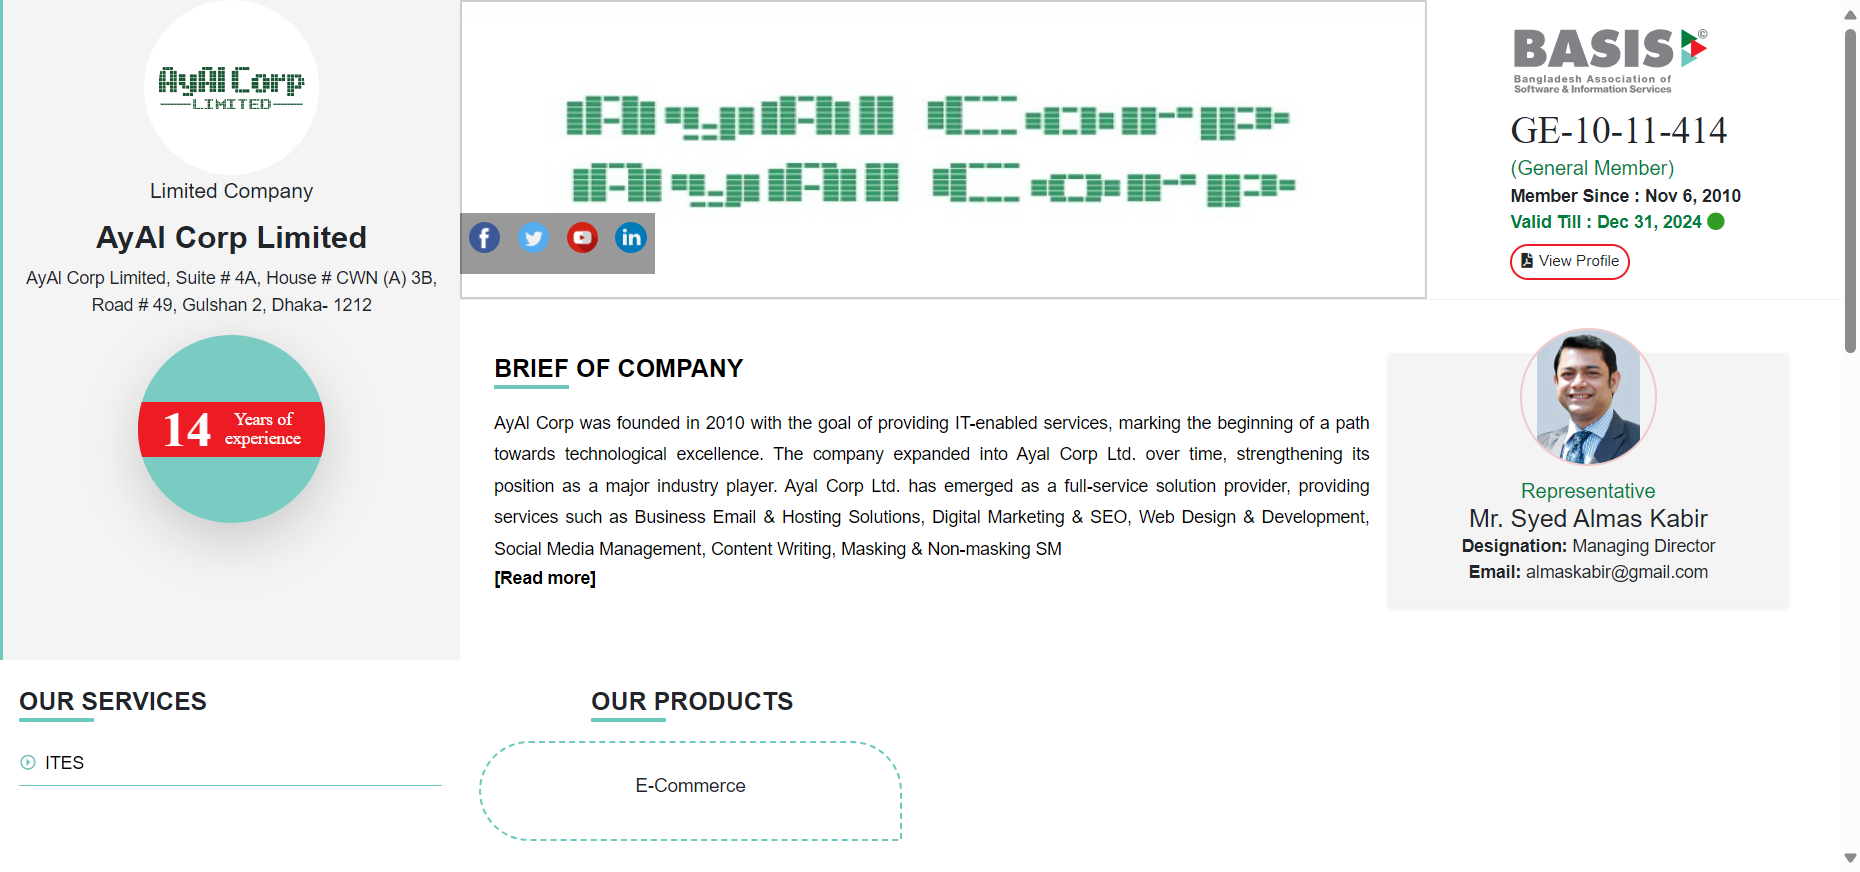 AyAl Corp
LIMITED
Limited Company
AyAl Corp Limited
AyAl Corp Limited, Suite # 4A, House # CWN (A) 3B,
Road # 49, Gulshan 2, Dhaka- 1212
14 Years of
experience
AyAl Corp
AyAl Corp
f
in
BASIS ©
Bangladesh Association of
Software & Information Services
GE-10-11-414
(General Member)
Member Since : Nov 6, 2010
Valid Till : Dec 31, 2024
View Profile
BRIEF OF COMPANY
AyAl Corp was founded in 2010 with the goal of providing IT-enabled services, marking the beginning of a path
towards technological excellence. The company expanded into Ayal Corp Ltd. over time, strengthening its
position as a major industry player. Ayal Corp Ltd. has emerged as a full-service solution provider, providing
services such as Business Email & Hosting Solutions, Digital Marketing & SEO, Web Design & Development,
Social Media Management, Content Writing, Masking & Non-masking SM
[Read more]
Representative
Mr. Syed Almas Kabir
Designation: Managing Director
Email: almaskabir@gmail.com
OUR SERVICES
ITES
OUR PRODUCTS
E-Commerce